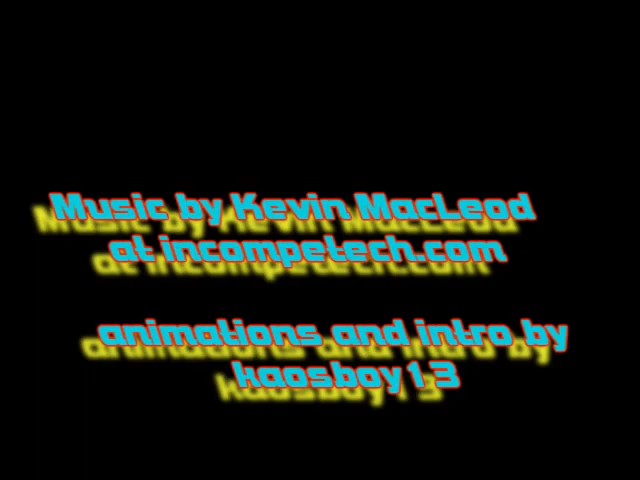 Music by Kevin MacLeod
at incompetech.com
animations and intro by
kaosboy13